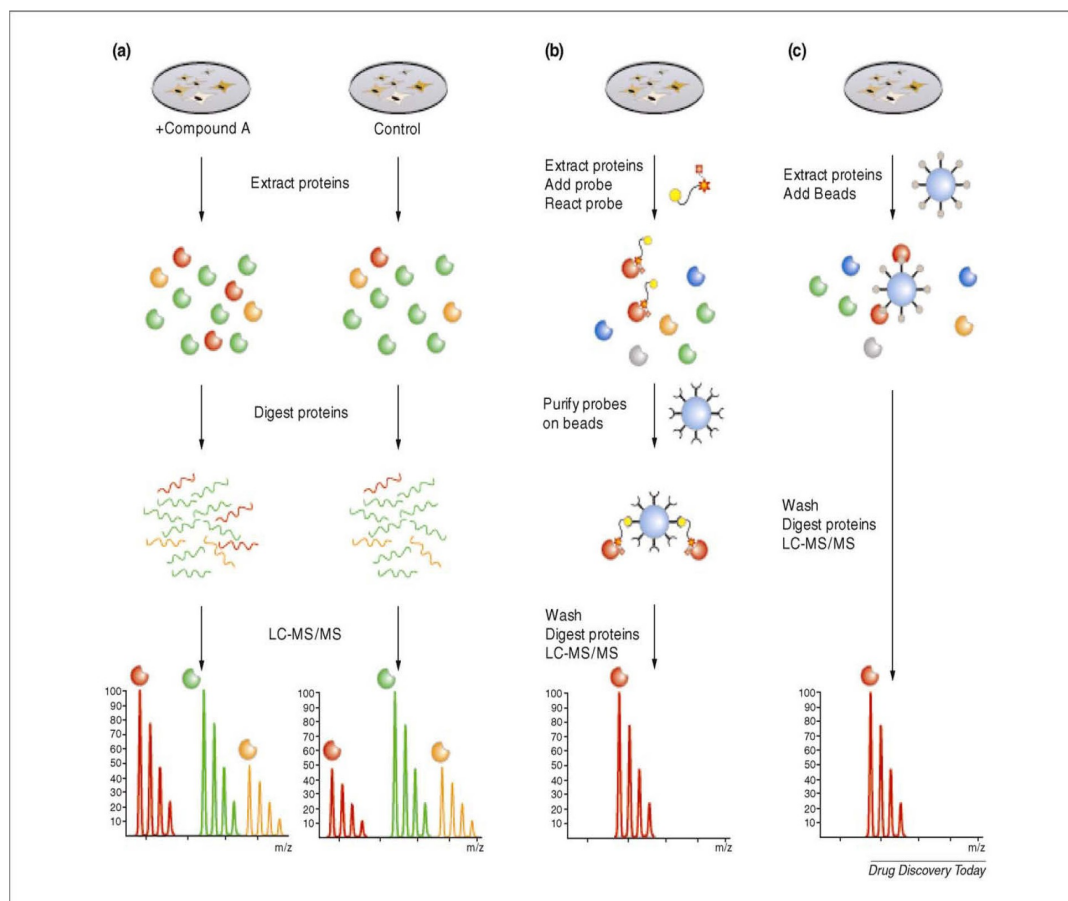 (a)
+Compound A
Control
Extract proteins
Digest proteins
LC-MS/MS
100
90
80
70
60
50
40
30
20
10
m/z
100
90
80
70
60
50
40
30
20
10
m/z
(b)
Extract proteins
Add probe
React probe
Purify probes
on beads
Wash
Digest proteins
LC-MS/MS
100
90
80
70
60
50
40
30
20
10
m/z
(c)
Extract proteins
Add Beads
Wash
Digest proteins
LC-MS/MS
100
90
80
70
60
50
40
30
20
10
m/z
Drug Discovery Today